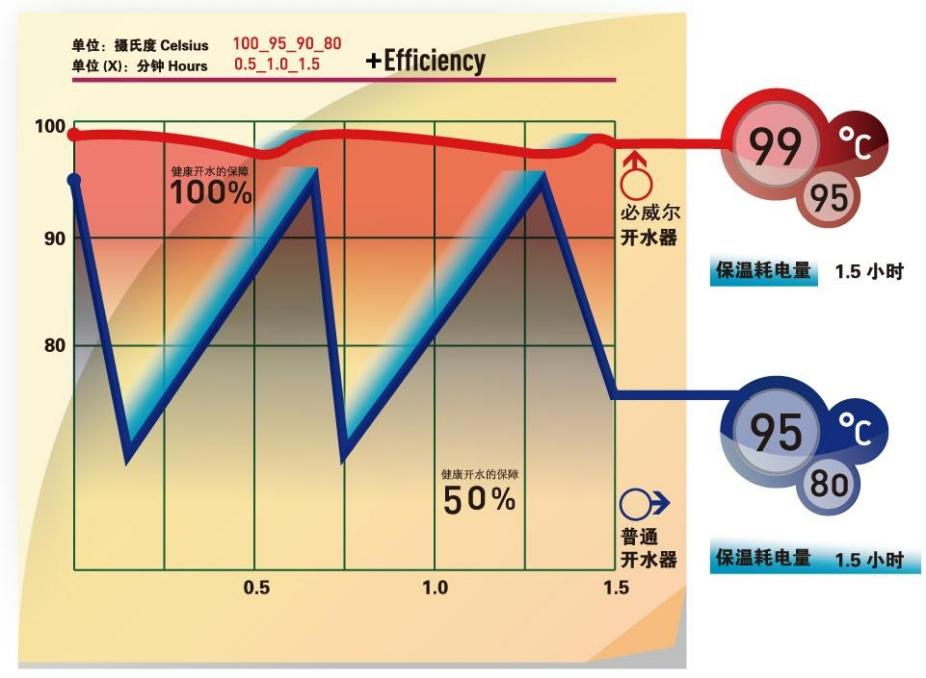 单位：摄氏度 Celsius 100_95_90_80
单位 (X)：分钟 Hours 0.5_1.0_1.5
+Efficiency
100
90
80
健康开水的保障
100%
健康开水的保障
50%
0.5
1.0
1.5
必威尔
开水器
普通
开水器
99
°C
95
保温耗电量 1.5 小时
95
°C
80
保温耗电量 1.5 小时